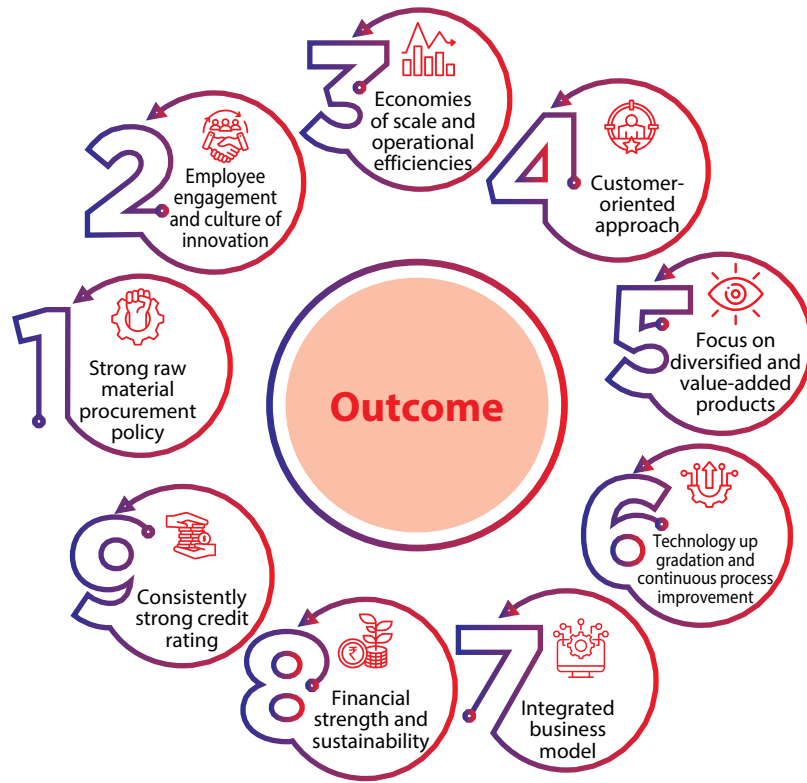 Outcome
1
Strong raw
material
procurement
policy
2
Employee
engagement
and culture of
innovation
3
Economies
of scale and
operational
efficiencies
4
Customer-
oriented
approach
5
Focus on
diversified and
value-added
products
6
Technology up
gradation and
continuous process
improvement
7
Integrated
business
model
8
₹
Financial
strength and
sustainability
9
Consistently
strong credit
rating